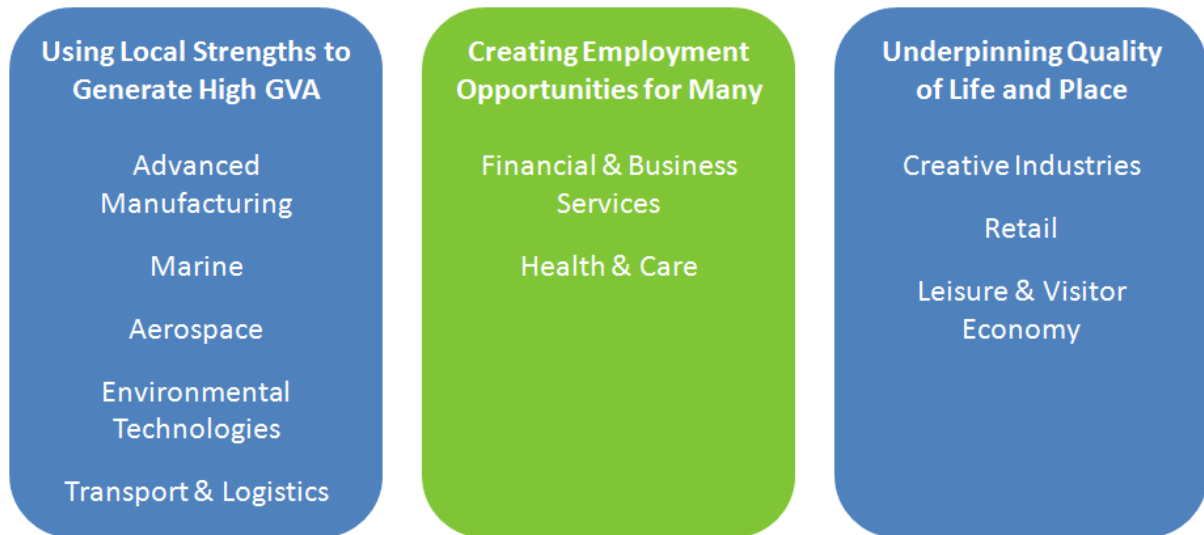 Using Local Strengths to
Generate High GVA
Advanced
Manufacturing
Marine
Aerospace
Environmental
Technologies
Transport & Logistics
Creating Employment
Opportunities for Many
Financial & Business
Services
Health & Care
Underpinning Quality
of Life and Place
Creative Industries
Retail
Leisure & Visitor
Economy